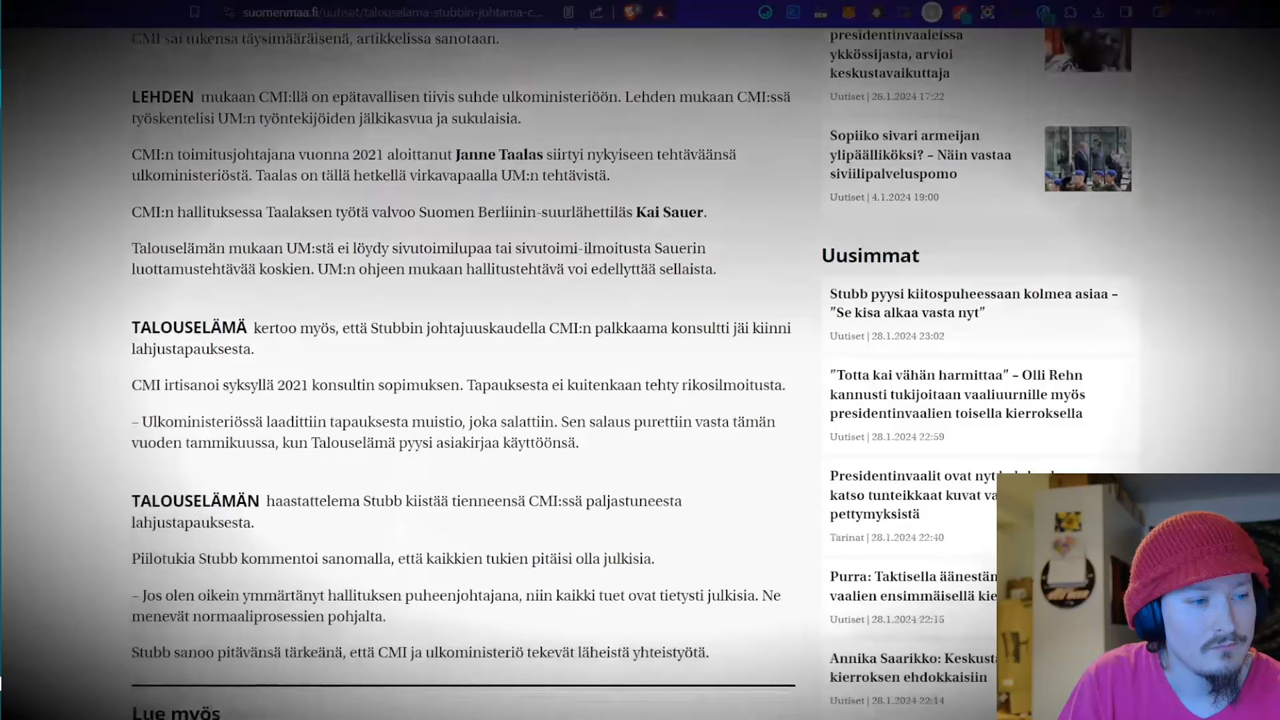 suomenmaa.fi/uutiset/talouselama-stubbin-johtama-c...
CMI sai tukensa täysimääräisenä, artikkelissa sanotaan.
LEHDEN mukaan CMI:llä on epätavallisen tiivis suhde ulkoministeriöön. Lehden mukaan CMI:ssä
työskentelisi UM:n työntekijöiden jälkikasvua ja sukulaisia.
CMI:n toimitusjohtajana vuonna 2021 aloittanut Janne Taalas siirtyi nykyiseen tehtäväänsä
ulkoministeriöstä. Taalas on tällä hetkellä virkavapaalla UM:n tehtävistä.
CMI:n hallituksessa Taalaksen työtä valvoo Suomen Berliinin-suurlähettiläs Kai Sauer.
Talouselämän mukaan UM:stä ei löydy sivutoimilupaa tai sivutoimi-ilmoitusta Sauerin
luottamustehtävää koskien. UM:n ohjeen mukaan hallitustehtävä voi edellyttää sellaista.
TALOUSELÄMÄ kertoo myös, että Stubbin johtajuuskaudella CMI:n palkkaama konsultti jäi kiinni
lahjustapauksesta.
CMI irtisanoi syksyllä 2021 konsultin sopimuksen. Tapauksesta ei kuitenkaan tehty rikosilmoitusta.
– Ulkoministeriössä laadittiin tapauksesta muistio, joka salattiin. Sen salaus purettiin vasta tämän
vuoden tammikuussa, kun Talouselämä pyysi asiakirjaa käyttöönsä.
TALOUSELÄMÄN haastattelema Stubb kiistää tienneensä CMI:ssä paljastuneesta
lahjustapauksesta.
Piilotukia Stubb kommentoi sanomalla, että kaikkien tukien pitäisi olla julkisia.
– Jos olen oikein ymmärtänyt hallituksen puheenjohtajana, niin kaikki tuet ovat tietysti julkisia. Ne
menevät normaaliprosessien pohjalta.
Stubb sanoo pitävänsä tärkeänä, että CMI ja ulkoministeriö tekevät läheistä yhteistyötä.
Lue myös
presidentinvaaleissa
ykkössijasta, arvioi
keskustavaikuttaja
Uutiset | 26.1.2024 17:22
Sopiiko sivari armeijan
ylipäälliköksi? – Näin vastaa
siviilipalveluspomo
Uutiset | 4.1.2024 19:00
Uusimmat
Stubb pyysi kiitospuheessaan kolmea asiaa –
”Se kisa alkaa vasta nyt”
Uutiset | 28.1.2024 23:02
”Totta kai vähän harmittaa” – Olli Rehn
kannusti tukijoitaan vaaliuurnille myös
presidentinvaalien toisella kierroksella
Uutiset | 28.1.2024 22:59
Presidentinvaalit ovat nyt
katso tunteikkaat kuvat
pettymyksistä
Tarinat | 28.1.2024 22:40
Purra: Taktisella
vaalien ensimmäisellä
Uutiset | 28.1.2024 22:15
Annika Saarikko:
kierroksen ehdokkaisiin
Uutiset | 28.1.2024 22:14